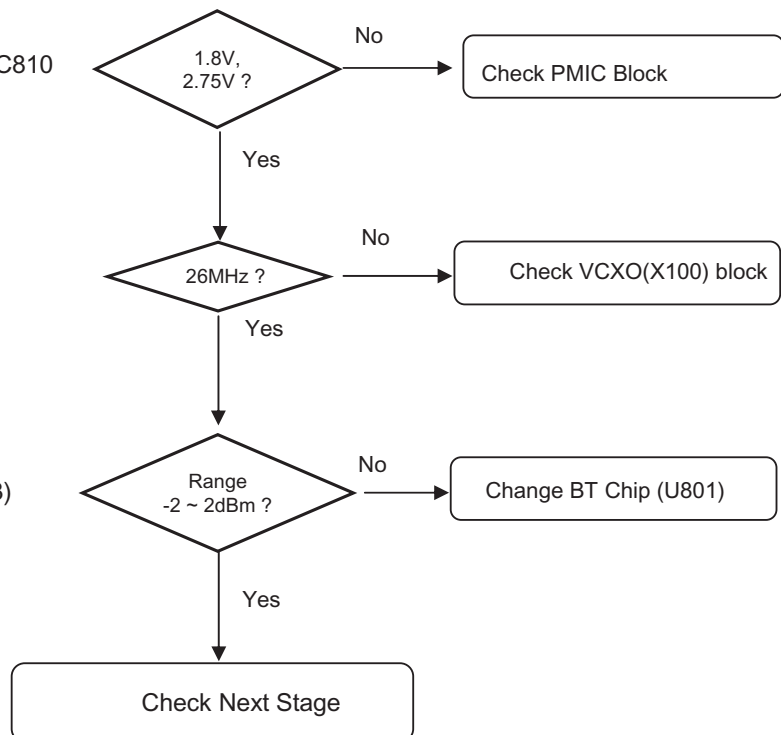 C810
1.8V,
2.75V ?
No
Check PMIC Block
Yes
26MHz ?
No
Check VCXO(X100) block
Yes
Range
-2 ~ 2dBm ?
No
Change BT Chip (U801)
Yes
Check Next Stage